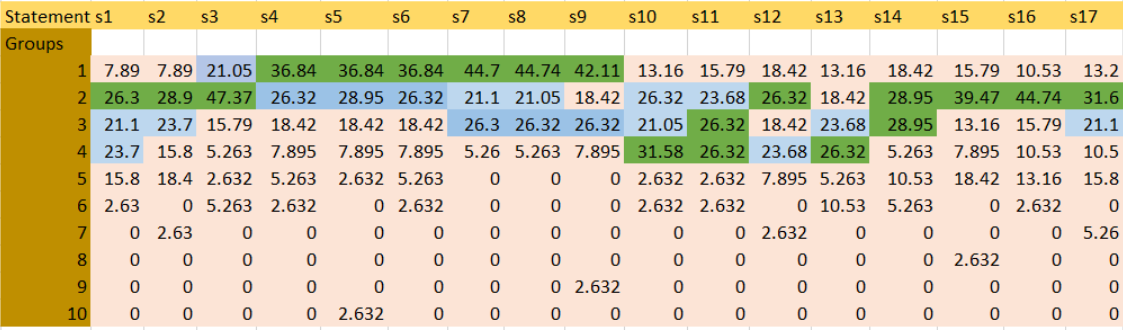 Statement s1 s2 s3 s4 s5 s6 s7 s8 s9 s10 s11 s12 s13 s14 s15 s16 s17
Groups
1 7.89 7.89 21.05 36.84 36.84 36.84 44.7 44.74 42.11 13.16 15.79 18.42 13.16 18.42 15.79 10.53 13.2
2 26.3 28.9 47.37 26.32 28.95 26.32 21.1 21.05 18.42 26.32 23.68 26.32 18.42 28.95 39.47 44.74 31.6
3 21.1 23.7 15.79 18.42 18.42 18.42 26.3 26.32 26.32 21.05 26.32 18.42 23.68 28.95 13.16 15.79 21.1
4 23.7 15.8 5.263 7.895 7.895 7.895 5.26 5.263 7.895 31.58 26.32 23.68 26.32 5.263 7.895 10.53 10.5
5 15.8 18.4 2.632 5.263 2.632 5.263 0 0 0 2.632 2.632 7.895 5.263 10.53 18.42 13.16 15.8
6 2.63 0 5.263 2.632 0 2.632 0 0 0 2.632 2.632 0 10.53 5.263 0 2.632 0
7 0 2.63 0 0 0 0 0 0 0 0 0 2.632 0 0 0 0 5.26
8 0 0 0 0 0 0 0 0 0 0 0 0 0 0 2.632 0 0
9 0 0 0 0 0 0 0 0 2.632 0 0 0 0 0 0 0 0
10 0 0 0 0 2.632 0 0 0 0 0 0 0 0 0 0 0 0